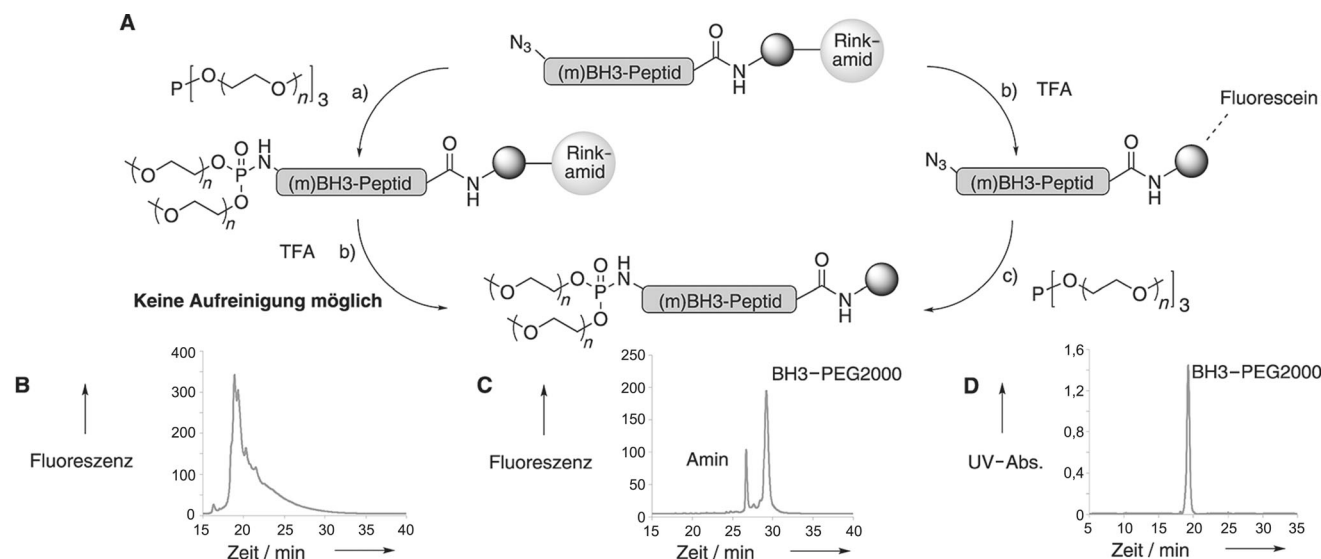 A
N3
O
(m)BH3-Peptid
N
H
Rink-
amid
P[O(O)n]3
a)
b) TFA
Fluorescein
O
O
n
O
P
H
N
O
O
O
n
(m)BH3-Peptid
O
N
H
Rink-
amid
N3
(m)BH3-Peptid
O
N
H
TFA b)
c)
P[O(O)n]3
Keine Aufreinigung möglich
O
O
n
O
P
H
N
O
O
O
n
(m)BH3-Peptid
O
N
H
B
Fluoreszenz
400
300
200
100
0
15 20 25 30 35 40
Zeit / min
C
Fluoreszenz
250
200
150
100
50
0
BH3-PEG2000
Amin
15 20 25 30 35 40
Zeit / min
D
UV-Abs.
1,6
1,2
0,8
0,4
0
BH3-PEG2000
5 10 15 20 25 30 35
Zeit / min